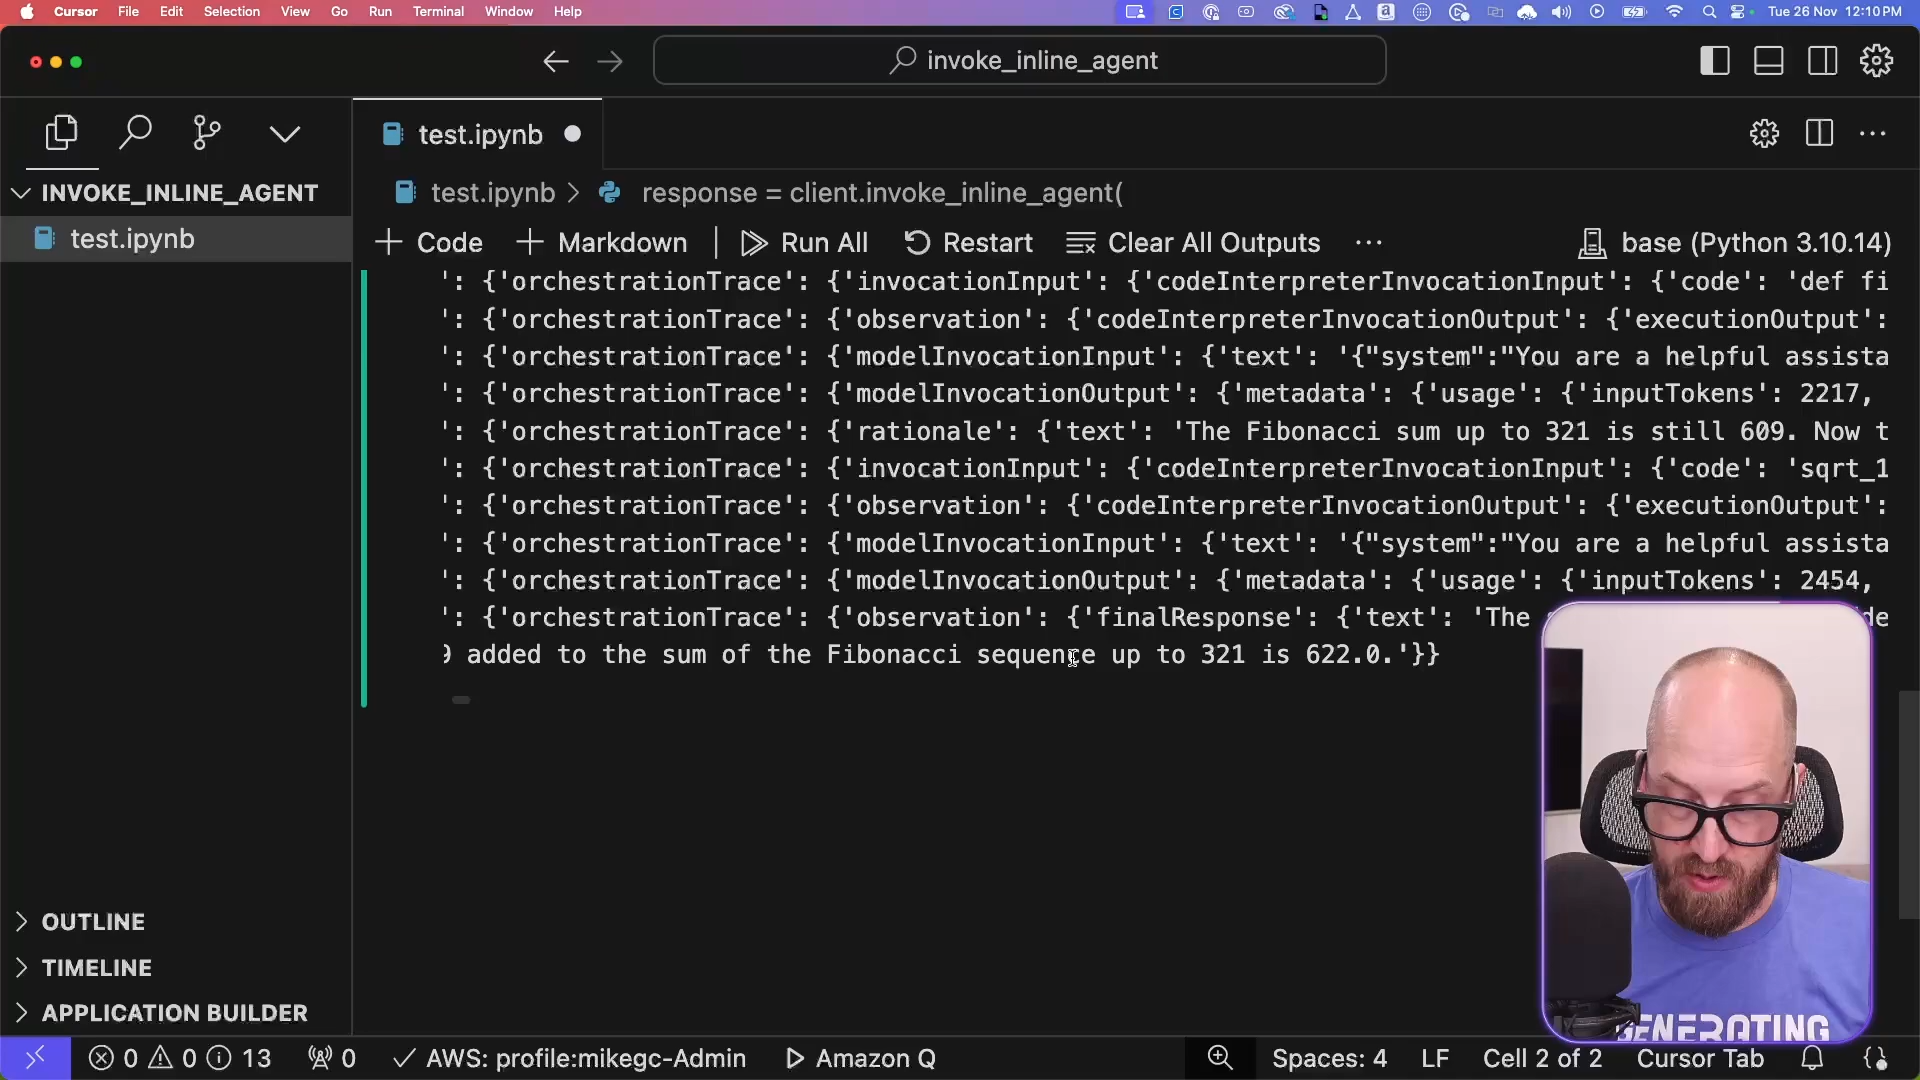 Cursor File Edit Selection View Go Run Terminal Window Help Tue 26 Nov 12:10 PM
invoke_inline_agent
test.ipynb
INVOKE_INLINE_AGENT
test.ipynb > response = client.invoke_inline_agent(
test.ipynb
+ Code + Markdown | Run All Restart Clear All Outputs ... base (Python 3.10.14)
': {'orchestrationTrace': {'invocationInput': {'codeInterpreterInvocationInput': {'code': 'def fi
': {'orchestrationTrace': {'observation': {'codeInterpreterInvocationOutput': {'executionOutput':
': {'orchestrationTrace': {'modelInvocationInput': {'text': '{"system":"You are a helpful assista
': {'orchestrationTrace': {'modelInvocationOutput': {'metadata': {'usage': {'inputTokens': 2217,
': {'orchestrationTrace': {'rationale': {'text': 'The Fibonacci sum up to 321 is still 609. Now t
': {'orchestrationTrace': {'invocationInput': {'codeInterpreterInvocationInput': {'code': 'sqrt_1
': {'orchestrationTrace': {'observation': {'codeInterpreterInvocationOutput': {'executionOutput':
': {'orchestrationTrace': {'modelInvocationInput': {'text': '{"system":"You are a helpful assista
': {'orchestrationTrace': {'modelInvocationOutput': {'metadata': {'usage': {'inputTokens': 2454,
': {'orchestrationTrace': {'observation': {'finalResponse': {'text': 'The
added to the sum of the Fibonacci sequence up to 321 is 622.0.'}}
OUTLINE
TIMELINE
APPLICATION BUILDER
GENERATING
0 0 13 0 AWS: profile:mikegc-Admin Amazon Q Spaces: 4 LF Cell 2 of 2 Cursor Tab